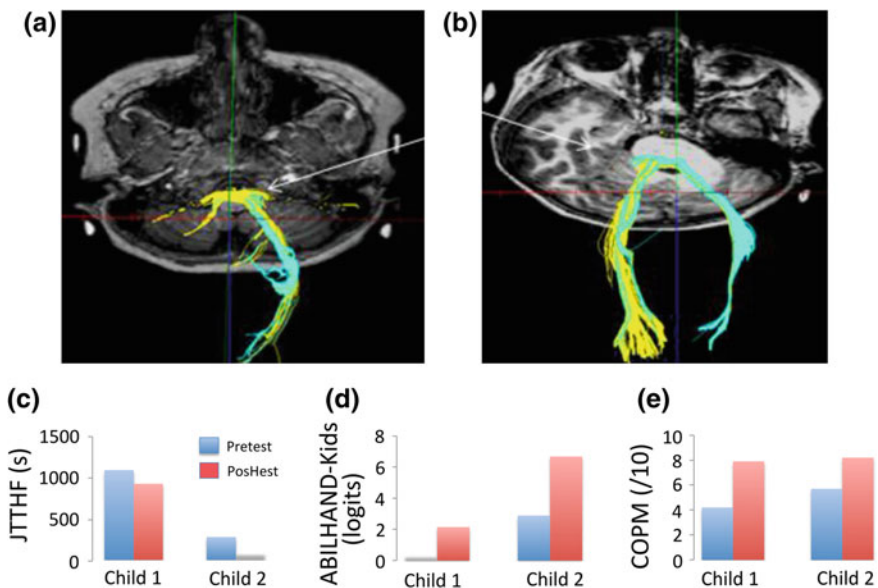 (a)
(b)
(c)
JTTHF (s)
1500
1000
500
0
Child 1
Child 2
Pretest
PosHest
(d)
ABILHAND-Kids
(logits)
8
6
4
2
0
Child 1
Child 2
(e)
COPM (/10)
10
8
6
4
2
0
Child 1
Child 2